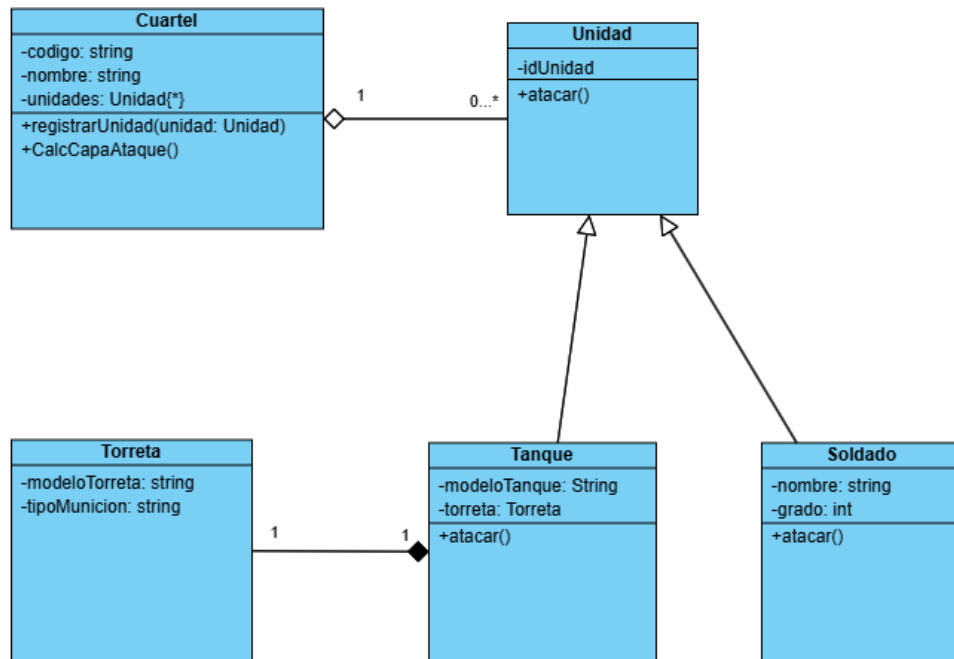 Cuartel
-codigo: string
-nombre: string
-unidades: Unidad{*}
+registrarUnidad(unidad: Unidad)
+CalcCapaAtaque()
1
0...*
Unidad
-idUnidad
+atacar()
Torreta
-modeloTorreta: string
-tipoMunicion: string
1
1
Tanque
-modeloTanque: String
-torreta: Torreta
+atacar()
Soldado
-nombre: string
-grado: int
+atacar()